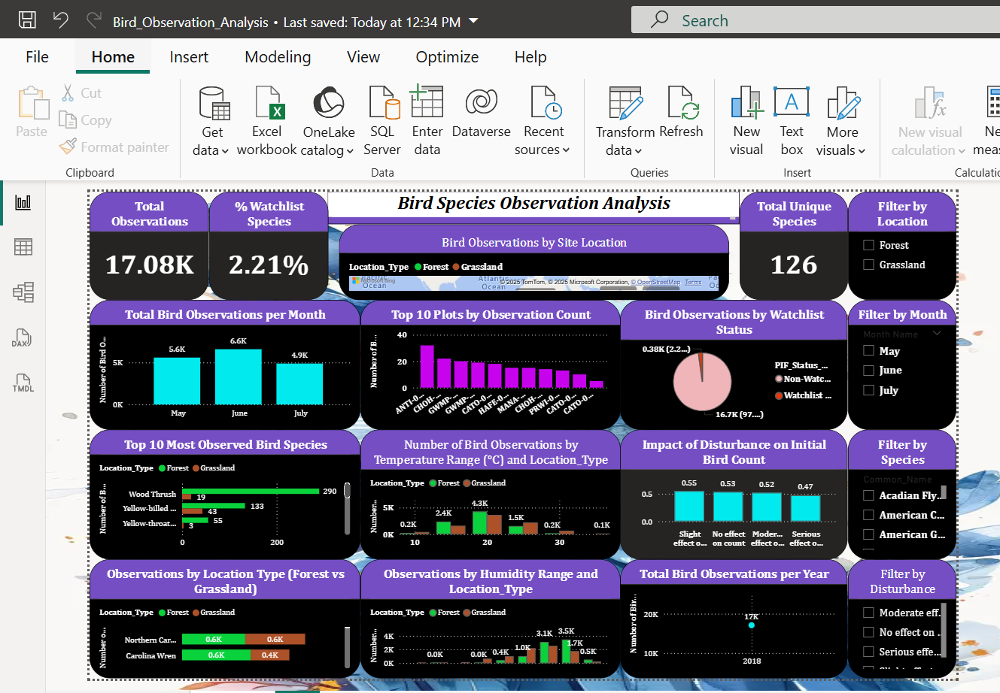 Bird_Observation_Analysis • Last saved: Today at 12:34 PM
Search
File Home Insert Modeling View Optimize Help
Paste
Cut
Copy
Format painter
Clipboard
Get data
Excel workbook
OneLake catalog
SQL Server
Enter data
Dataverse
Recent sources
Data
Transform data
Refresh
Queries
New visual
Text box
More visuals
Insert
New visual calculation
DAX
TMDL
Total Observations
17.08K
% Watchlist Species
2.21%
Bird Species Observation Analysis
Bird Observations by Site Location
Location_Type Forest Grassland
Pacific Ocean
Atlantic
Ocean
Microsoft Bing
© 2025 TomTom, © 2025 Microsoft Corporation, © OpenStreetMap Terms
Total Unique Species
126
Filter by Location
Forest
Grassland
Total Bird Observations per Month
Number of Bird O...
5K
0K
5.6K 6.6K 4.9K
May June July
Top 10 Plots by Observation Count
Number of B...
40
20
0
ANTI-0... CHOH-... GWMP-... GWMP-... CATO-0... HAFE-0... MANA-... CHOH-... PRWI-0... CATO-0... CATO-0...
Bird Observations by Watchlist Status
0.38K (2.2...)
16.7K (97....)
PIF_Status_...
Non-Watc...
Watchlist ...
Filter by Month
Month Name
May
June
July
Top 10 Most Observed Bird Species
Location_Type Forest Grassland
Number of B...
Wood Thrush 290 19
Yellow-billed ... 133 43
Yellow-throat... 55 3
0 200
Number of Bird Observations by Temperature Range (°C) and Location_Type
Location_Type Forest Grassland
Number...
5K
0K
0.2K 2.4K 4.3K 1.5K 0.2K 0.1K
10 20 30
Impact of Disturbance on Initial Bird Count
0.5
0.0
0.55 0.53 0.52 0.47
Slight effect o...
No effect on count
Moder... effect o...
Serious effect o...
Filter by Species
Common_Name
Acadian Fly...
American C...
American G...
Observations by Location Type (Forest vs Grassland)
Location_Type Forest Grassland
Number o...
Northern Car... 0.6K 0.6K
Carolina Wren 0.6K 0.4K
Observations by Humidity Range and Location_Type
Location_Type Forest Grassland
Number...
4K
2K
0K
0.0K 0.0K 0.4K 1.0K 3.1K 3.5K 1.7K 0.5K
Total Bird Observations per Year
Number of Bir...
20K
10K
17K
2018
Filter by Disturbance
Moderate eff...
No effect on ...
Serious effe...